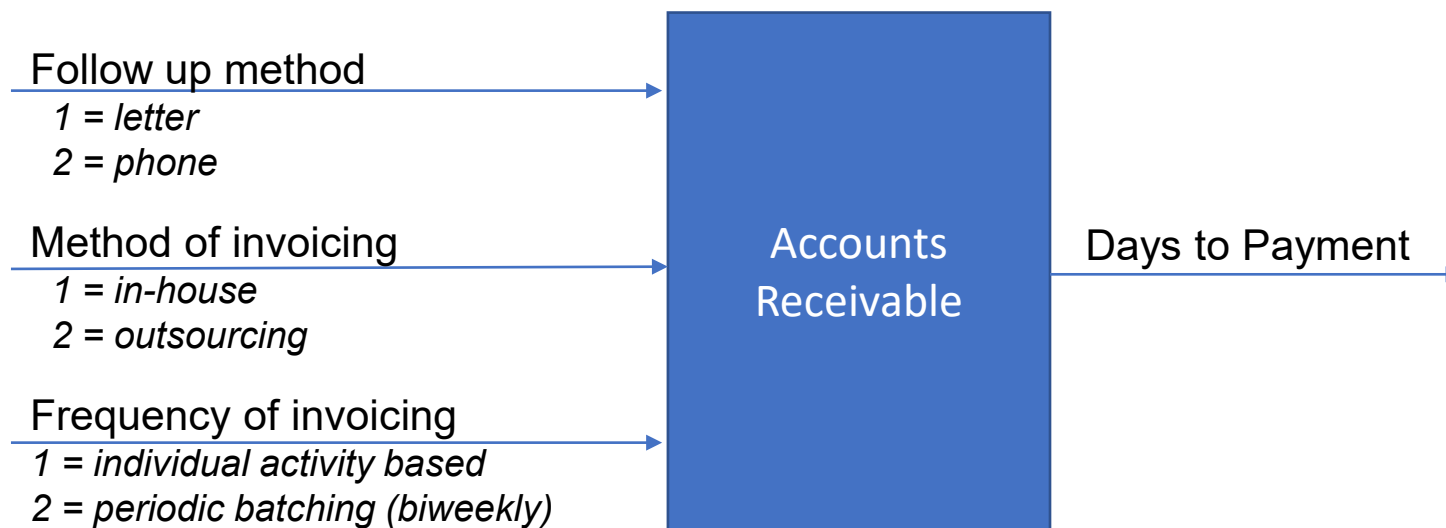 Follow up method
1 = letter
2 = phone
Method of invoicing
1 = in-house
2 = outsourcing
Frequency of invoicing
1 = individual activity based
2 = periodic batching (biweekly)
Accounts
Receivable
Days to Payment